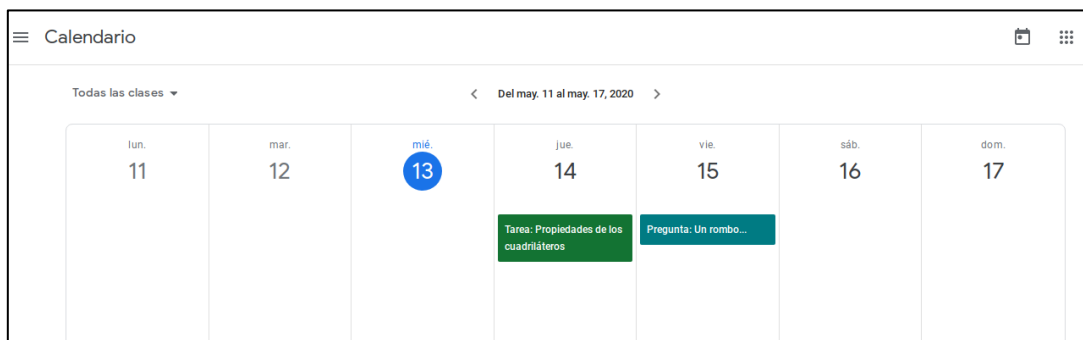 Calendario
Todas las clases
Del may. 11 al may. 17, 2020
lun.
mar.
mié.
jue.
vie.
sáb.
dom.
11
12
13
14
15
16
17
Tarea: Propiedades de los
cuadriláteros
Pregunta: Un rombo...